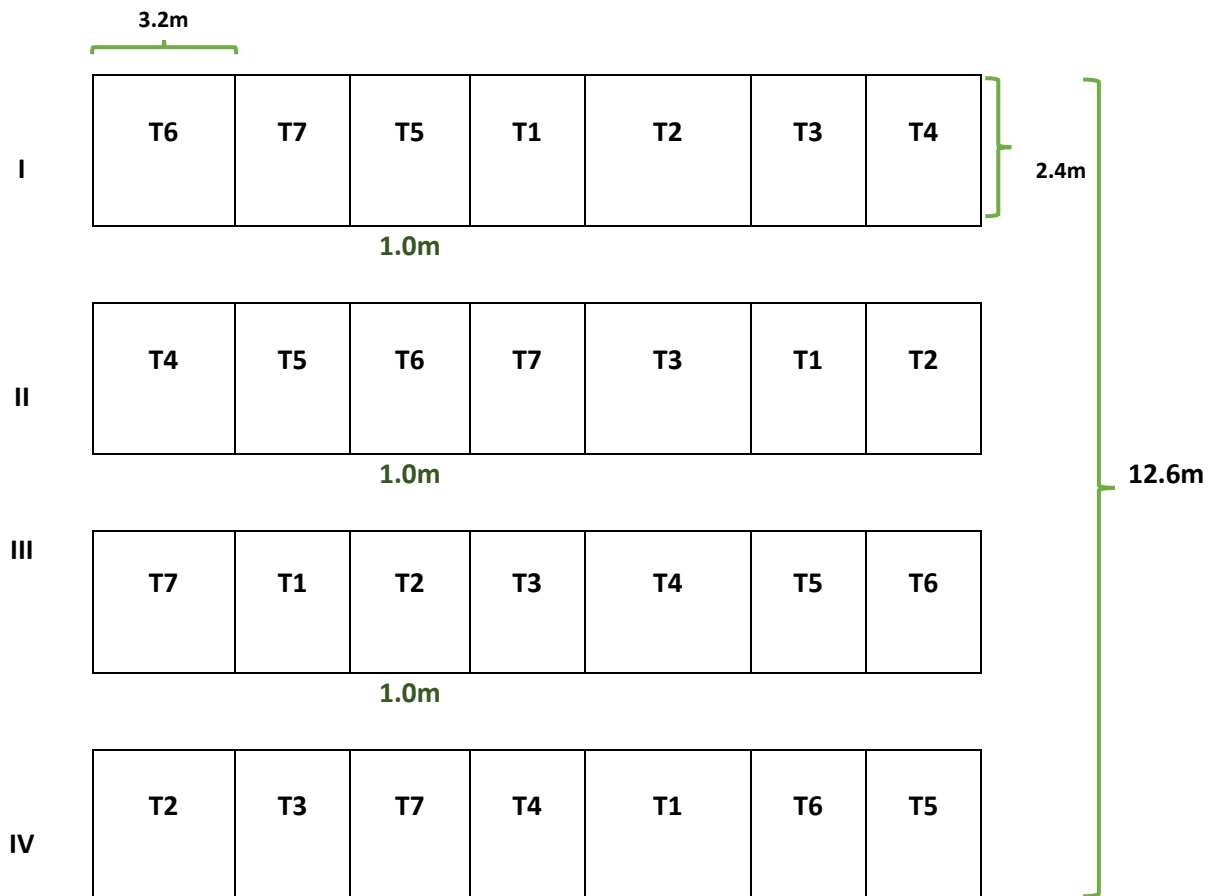 3.2m
T6 T7 T5 T1 T2 T3 T4
I
2.4m
1.0m
T4 T5 T6 T7 T3 T1 T2
II
1.0m
12.6m
III
T7 T1 T2 T3 T4 T5 T6
1.0m
T2 T3 T7 T4 T1 T6 T5
IV